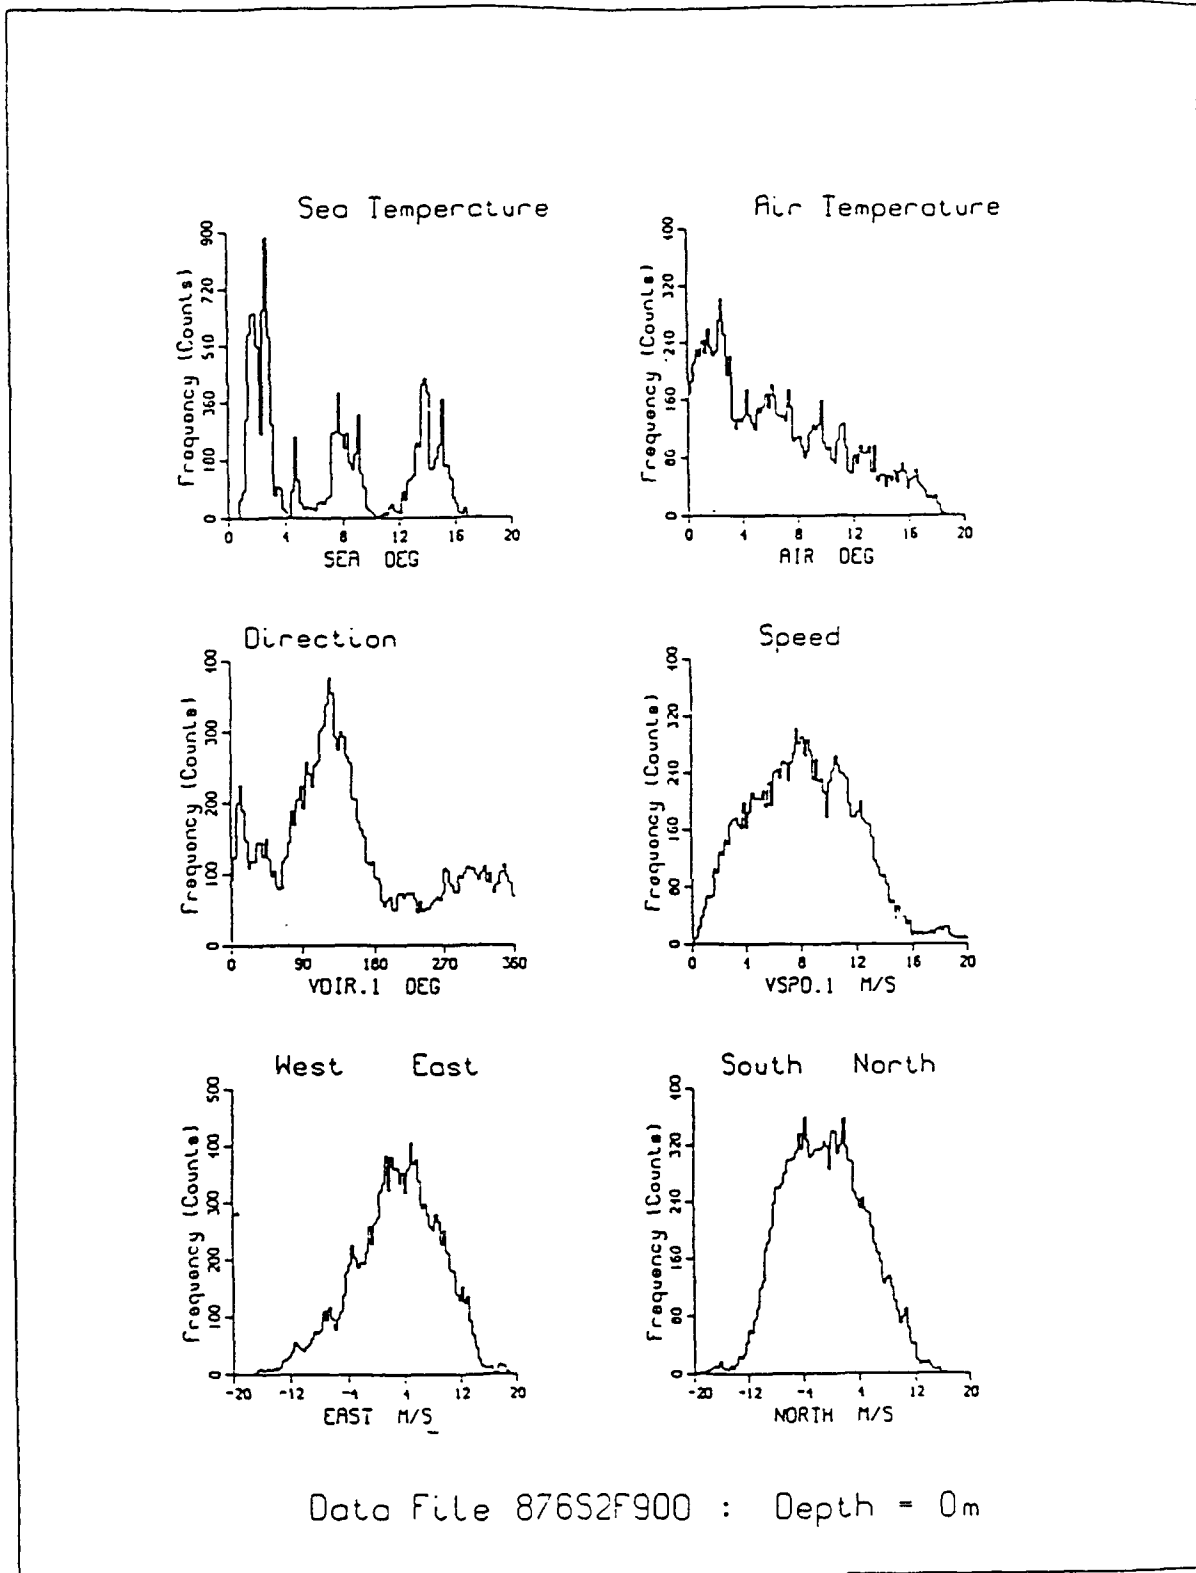 Sea Temperature
Air Temperature
Frequency (Counts)
900
720
540
360
180
0
0 4 8 12 16 20
SEA DEG
Frequency (Counts)
400
320
240
160
80
0
0 4 8 12 16 20
AIR DEG
Direction
Speed
Frequency (Counts)
400
300
200
100
0
0 90 180 270 360
VDIR.1 DEG
Frequency (Counts)
400
320
240
160
80
0
0 4 8 12 16 20
VSPD.1 M/S
West East
South North
Frequency (Counts)
500
400
300
200
100
0
-20 -12 -4 4 12 20
EAST M/S
Frequency (Counts)
400
320
240
160
80
0
-20 -12 -4 4 12 20
NORTH M/S
Data File 876S2F900 : Depth = 0m